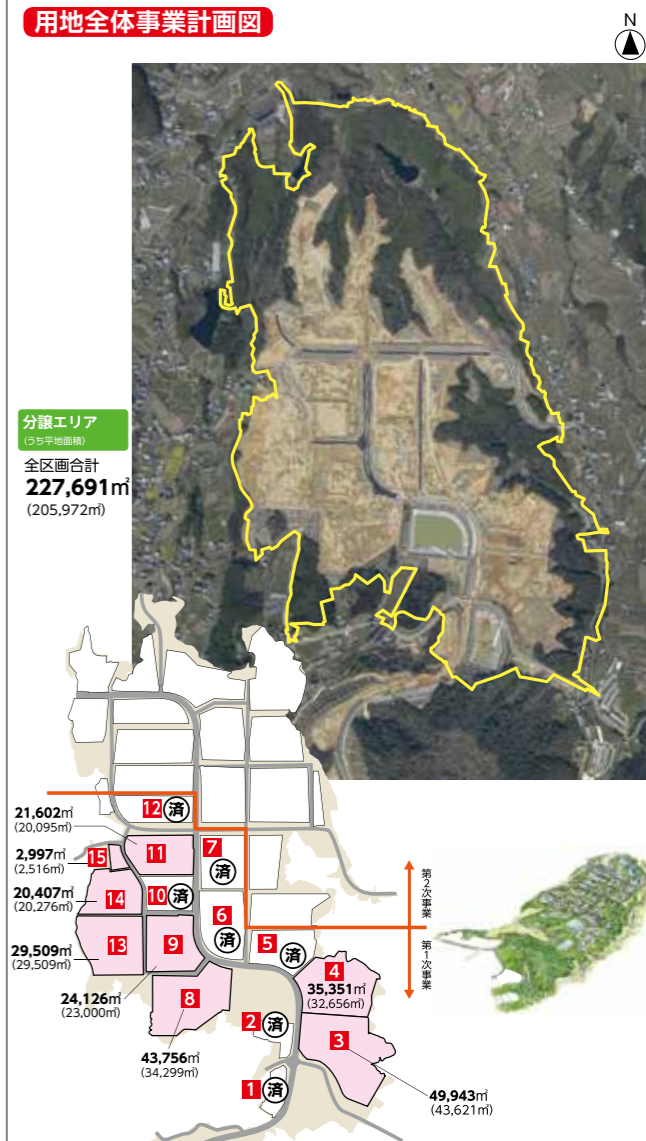 用地全体事業計画図
N
分譲エリア
(うち平地面積)
全区画合計
227,691㎡
(205,972㎡)
12 済
21,602㎡
(20,095㎡)
11
7
済
2,997㎡
(2,516㎡)
15
14
10 済
20,407㎡
(20,276㎡)
6
済
第2次事業
第1次事業
29,509㎡
(29,509㎡)
13
9
5
済
24,126㎡
(23,000㎡)
4
35,351㎡
(32,656㎡)
8
43,756㎡
(34,299㎡)
2 済
3
1 済
49,943㎡
(43,621㎡)